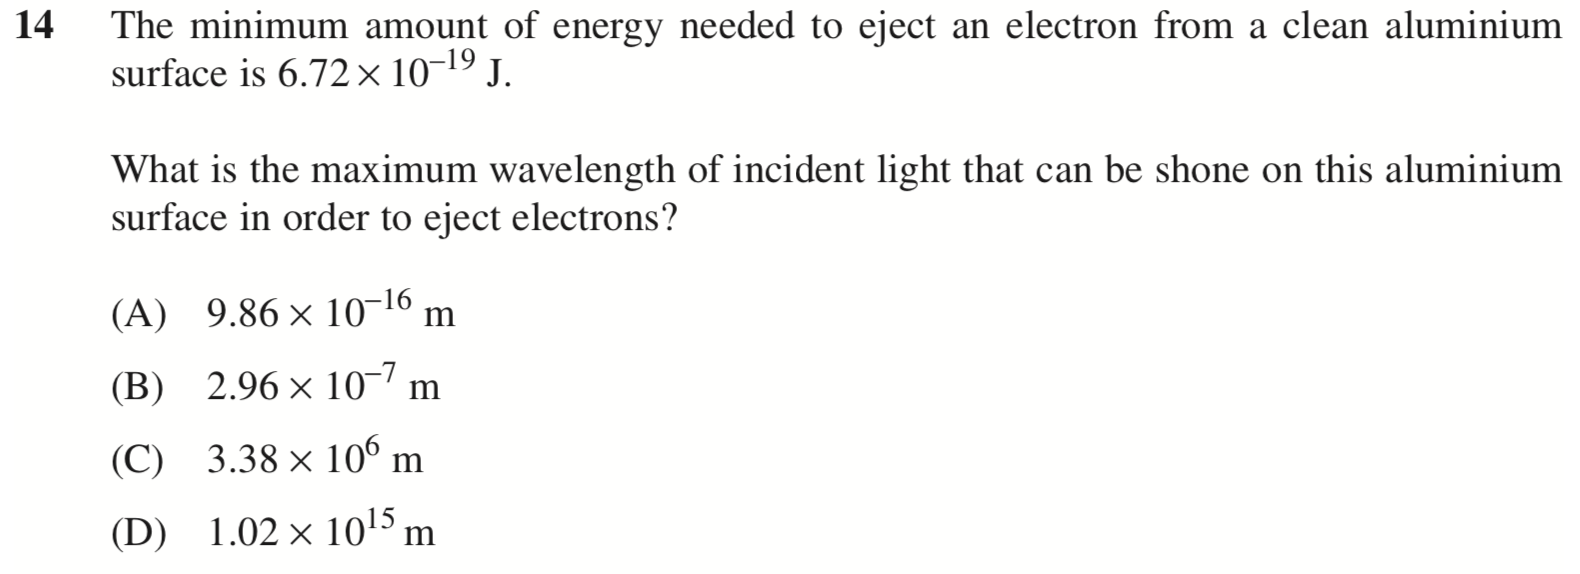 14 The minimum amount of energy needed to eject an electron from a clean aluminium
surface is 6.72 × 10⁻¹⁹ J.
What is the maximum wavelength of incident light that can be shone on this aluminium
surface in order to eject electrons?
(A) 9.86 × 10⁻¹⁶ m
(B) 2.96 × 10⁻⁷ m
(C) 3.38 × 10⁶ m
(D) 1.02 × 10¹⁵ m